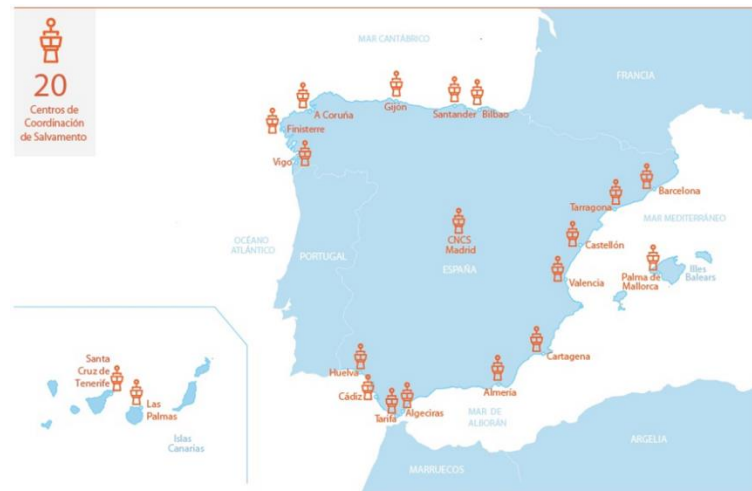 20
Centros de
Coordinación
de Salvamento
MAR CANTÁBRICO
FRANCIA
A Coruña
Gijón
Santander
Bilbao
Finisterre
Vigo
Barcelona
Tarragona
MAR MEDITERRÁNEO
OCÉANO
ATLÁNTICO
PORTUGAL
CNCS
Madrid
ESPAÑA
Castellón
Valencia
Palma de
Mallorca
Illes
Balears
Cartagena
Huelva
Almería
Cádiz
Tarifa
Algeciras
MAR DE
ALBORÁN
Santa
Cruz de
Tenerife
Las
Palmas
Islas
Canarias
ARGELIA
MARRUECOS